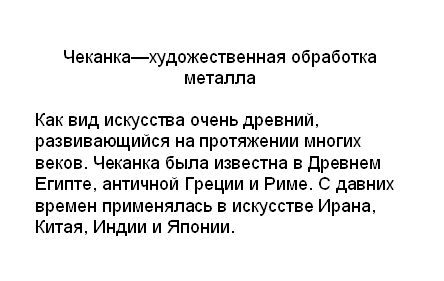 Чеканка—художественная обработка
металла
Как вид искусства очень древний,
развивающийся на протяжении многих
веков. Чеканка была известна в Древнем
Египте, античной Греции и Риме. С давних
времен применялась в искусстве Ирана,
Китая, Индии и Японии.